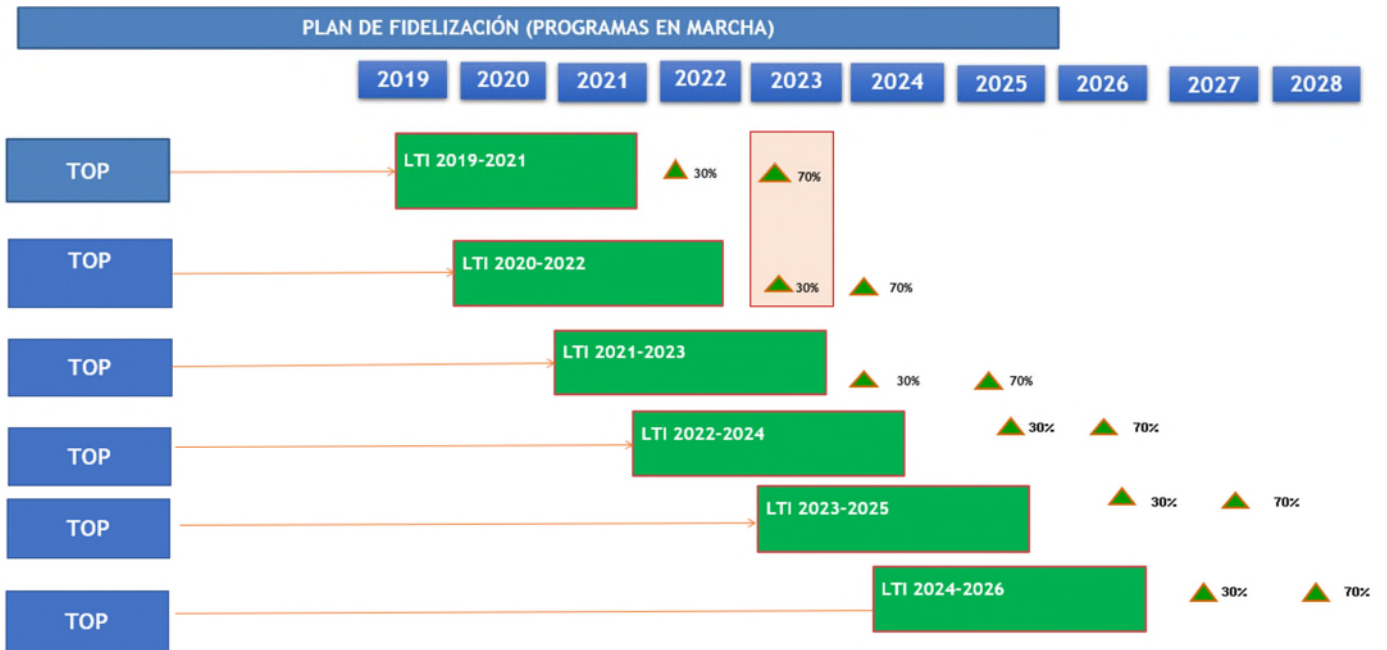 PLAN DE FIDELIZACIÓN (PROGRAMAS EN MARCHA)
2019 2020 2021 2022 2023 2024 2025 2026 2027 2028
TOP LTI 2019-2021 30% 70%
TOP LTI 2020-2022 30% 70%
TOP LTI 2021-2023 30% 70%
TOP LTI 2022-2024 30% 70%
TOP LTI 2023-2025 30% 70%
TOP LTI 2024-2026 30% 70%